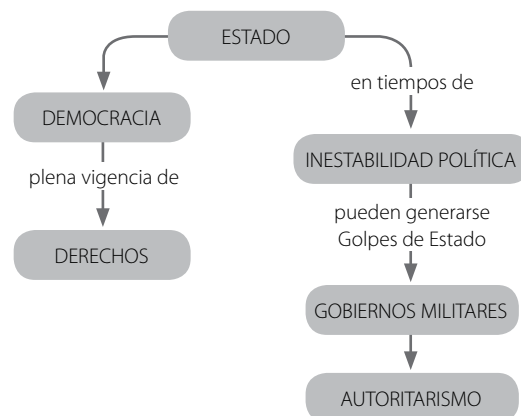 ESTADO
en tiempos de
DEMOCRACIA
INESTABILIDAD POLÍTICA
plena vigencia de
pueden generarse
Golpes de Estado
DERECHOS
GOBIERNOS MILITARES
AUTORITARISMO